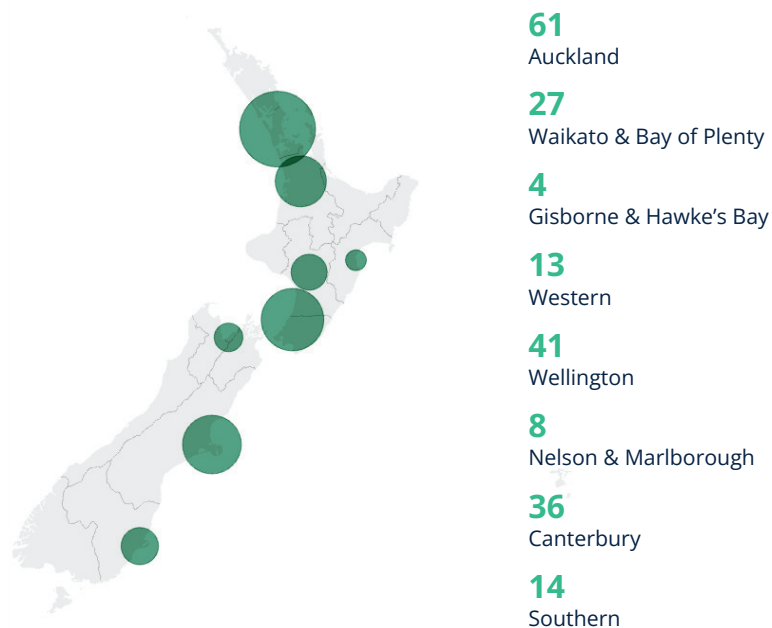 61
Auckland
27
Waikato & Bay of Plenty
4
Gisborne & Hawke’s Bay
13
Western
41
Wellington
8
Nelson & Marlborough
36
Canterbury
14
Southern